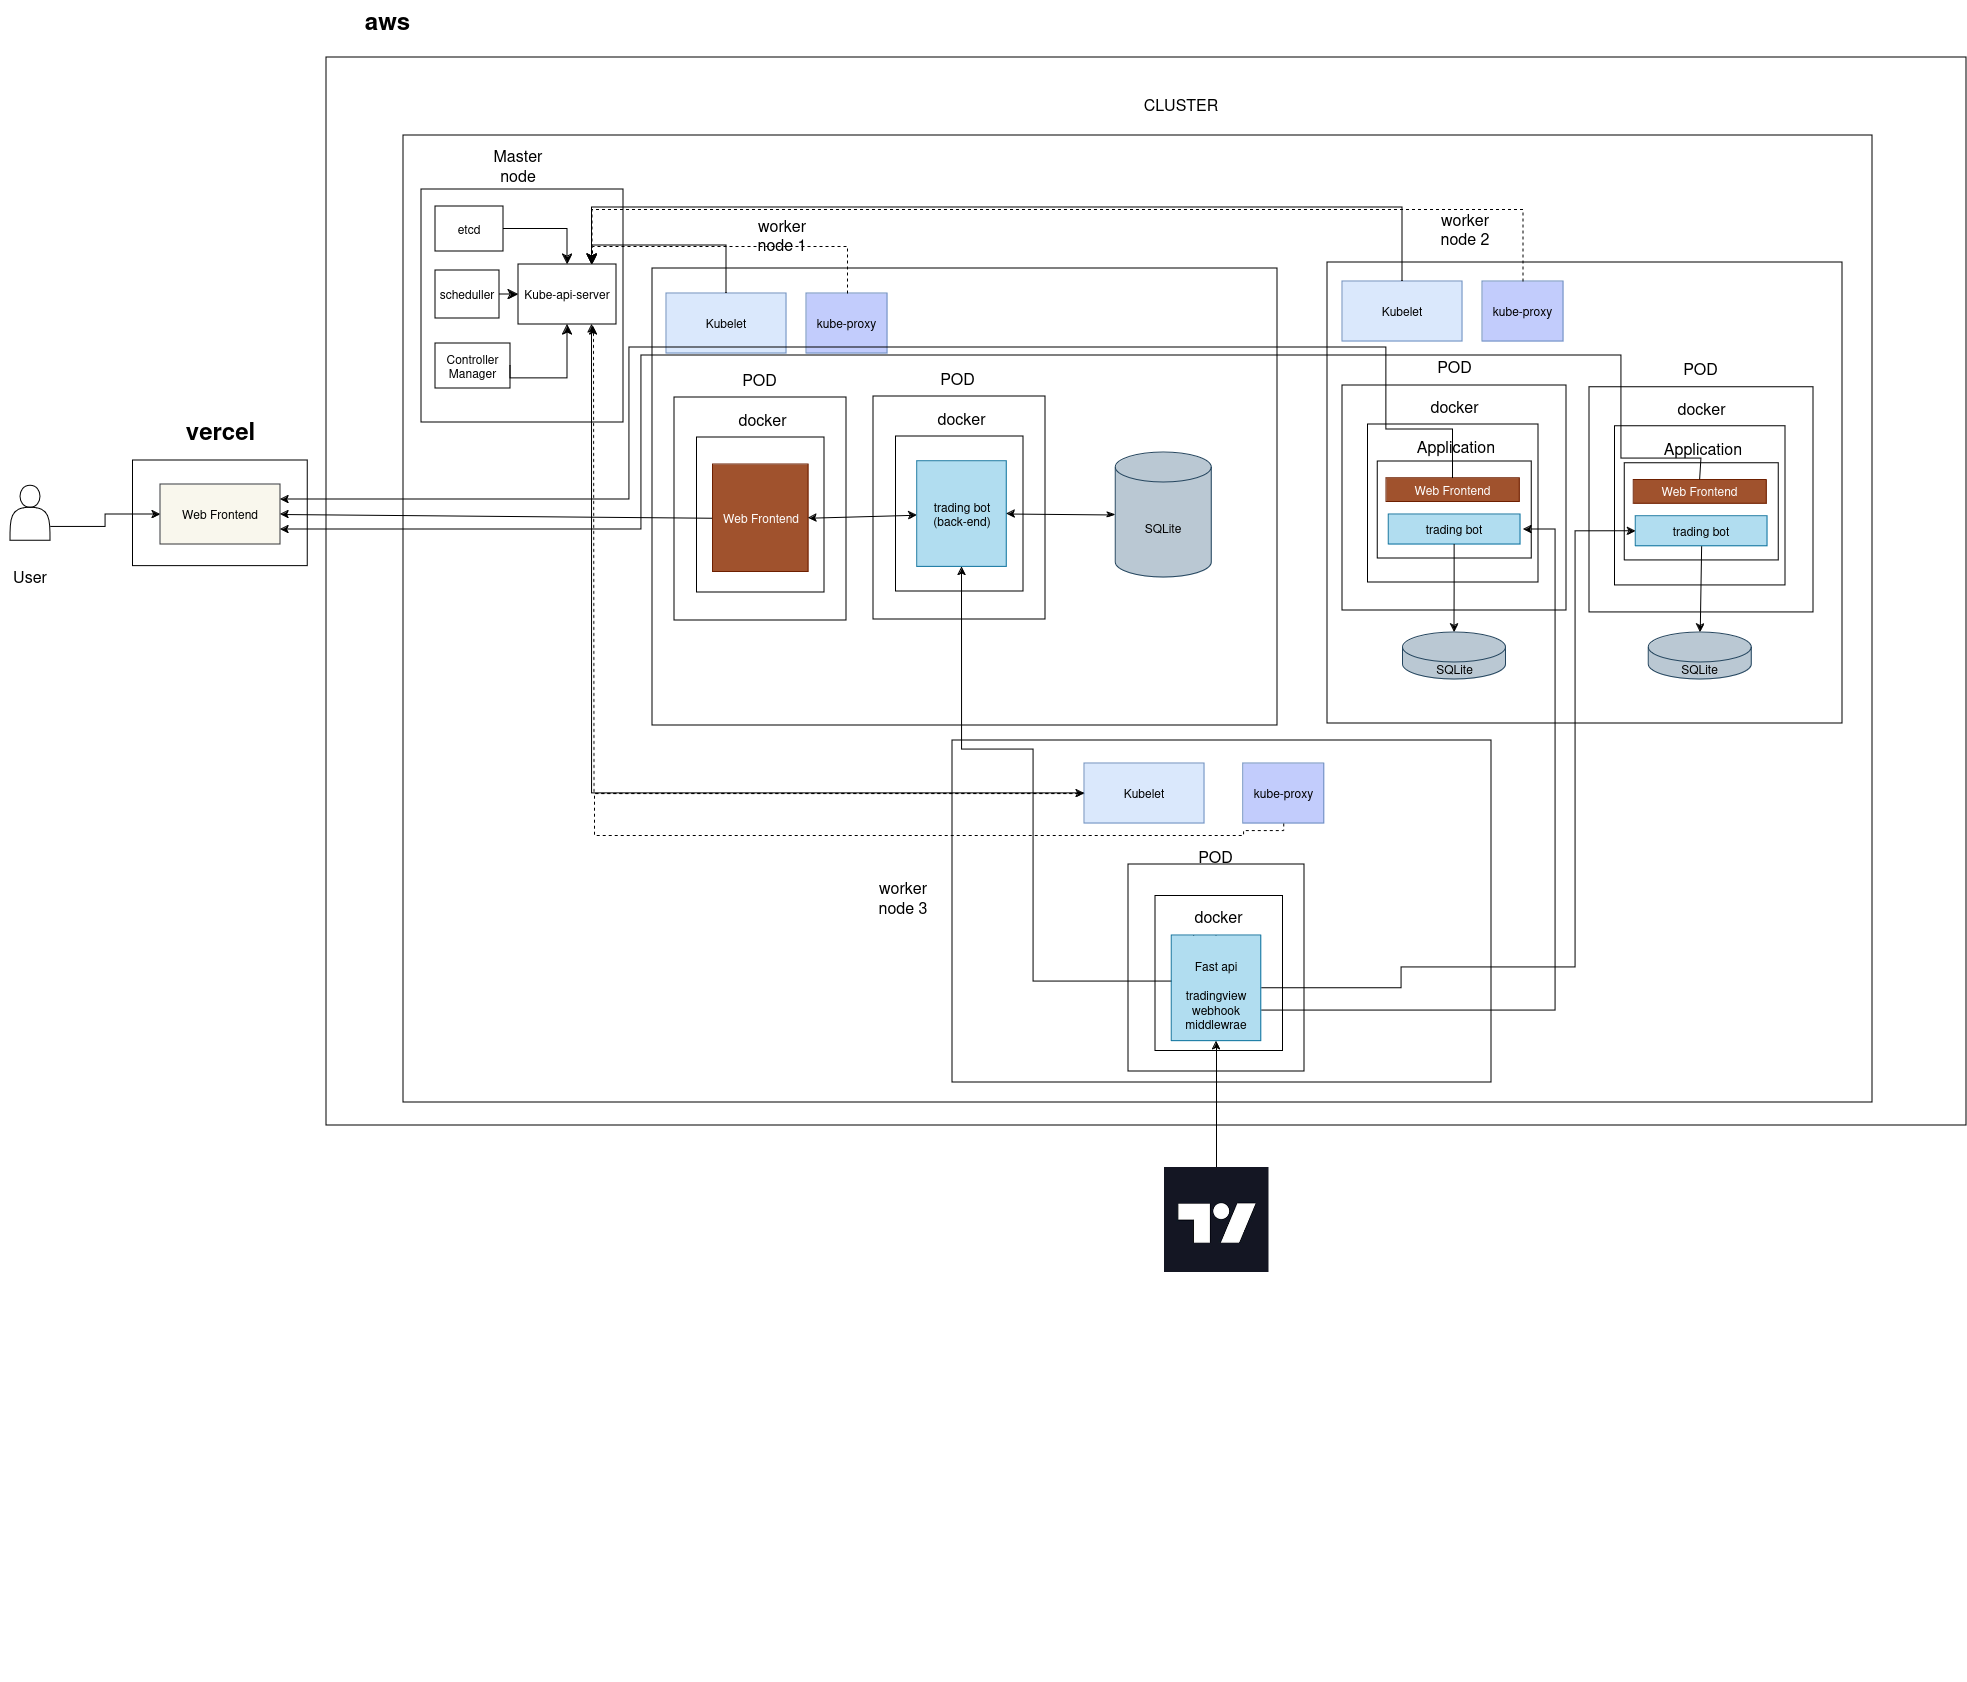 aws
CLUSTER
Master
node
etcd
scheduller
Kube-api-server
Controller
Manager
worker
node 1
Kubelet
kube-proxy
POD
docker
Web Frontend
POD
docker
trading bot
(back-end)
SQLite
worker
node 2
Kubelet
kube-proxy
POD
docker
Application
Web Frontend
trading bot
SQLite
POD
docker
Application
Web Frontend
trading bot
SQLite
vercel
Web Frontend
User
worker
node 3
Kubelet
kube-proxy
POD
docker
Fast api
tradingview
webhook
middlewrae